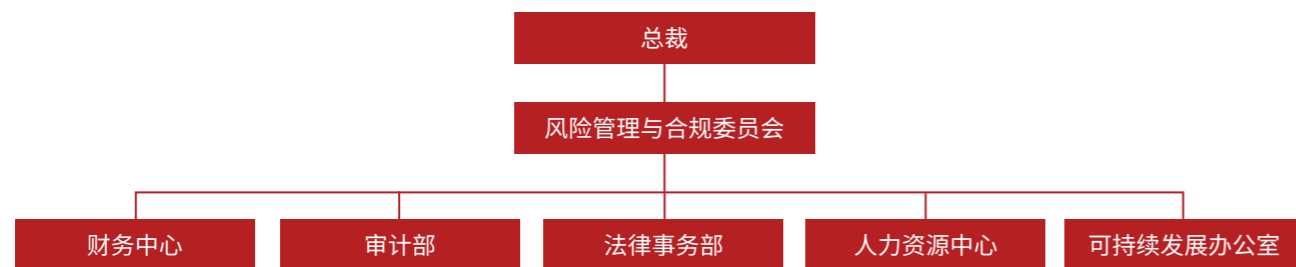 总裁
风险管理与合规委员会
财务中心
审计部
法律事务部
人力资源中心
可持续发展办公室